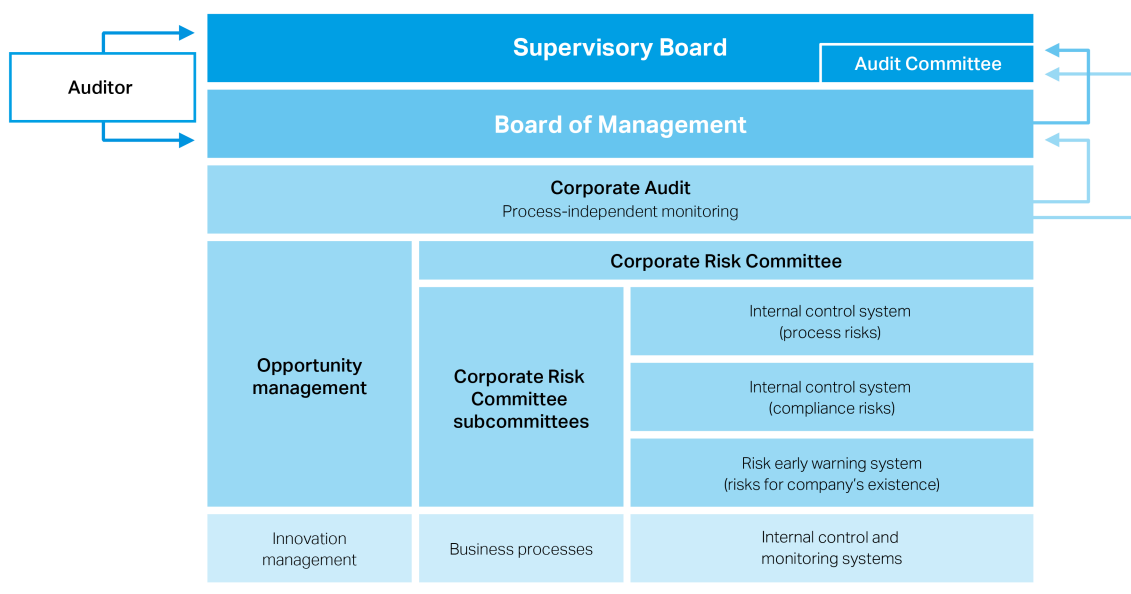 Supervisory Board
Audit Committee
Auditor
Board of Management
Corporate Audit
Process-independent monitoring
Corporate Risk Committee
Opportunity
management
Corporate Risk
Committee
subcommittees
Internal control system
(process risks)
Internal control system
(compliance risks)
Risk early warning system
(risks for company’s existence)
Innovation
management
Business processes
Internal control and
monitoring systems